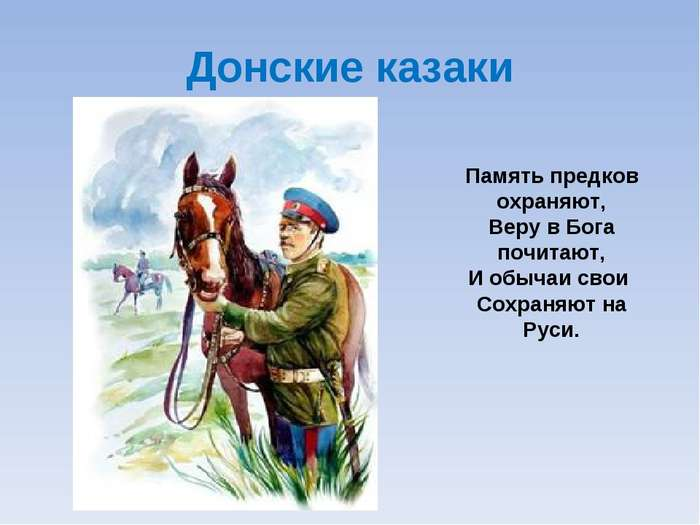 Донские казаки
Память предков
охраняют,
Веру в Бога
почитают,
И обычаи свои
Сохраняют на
Руси.